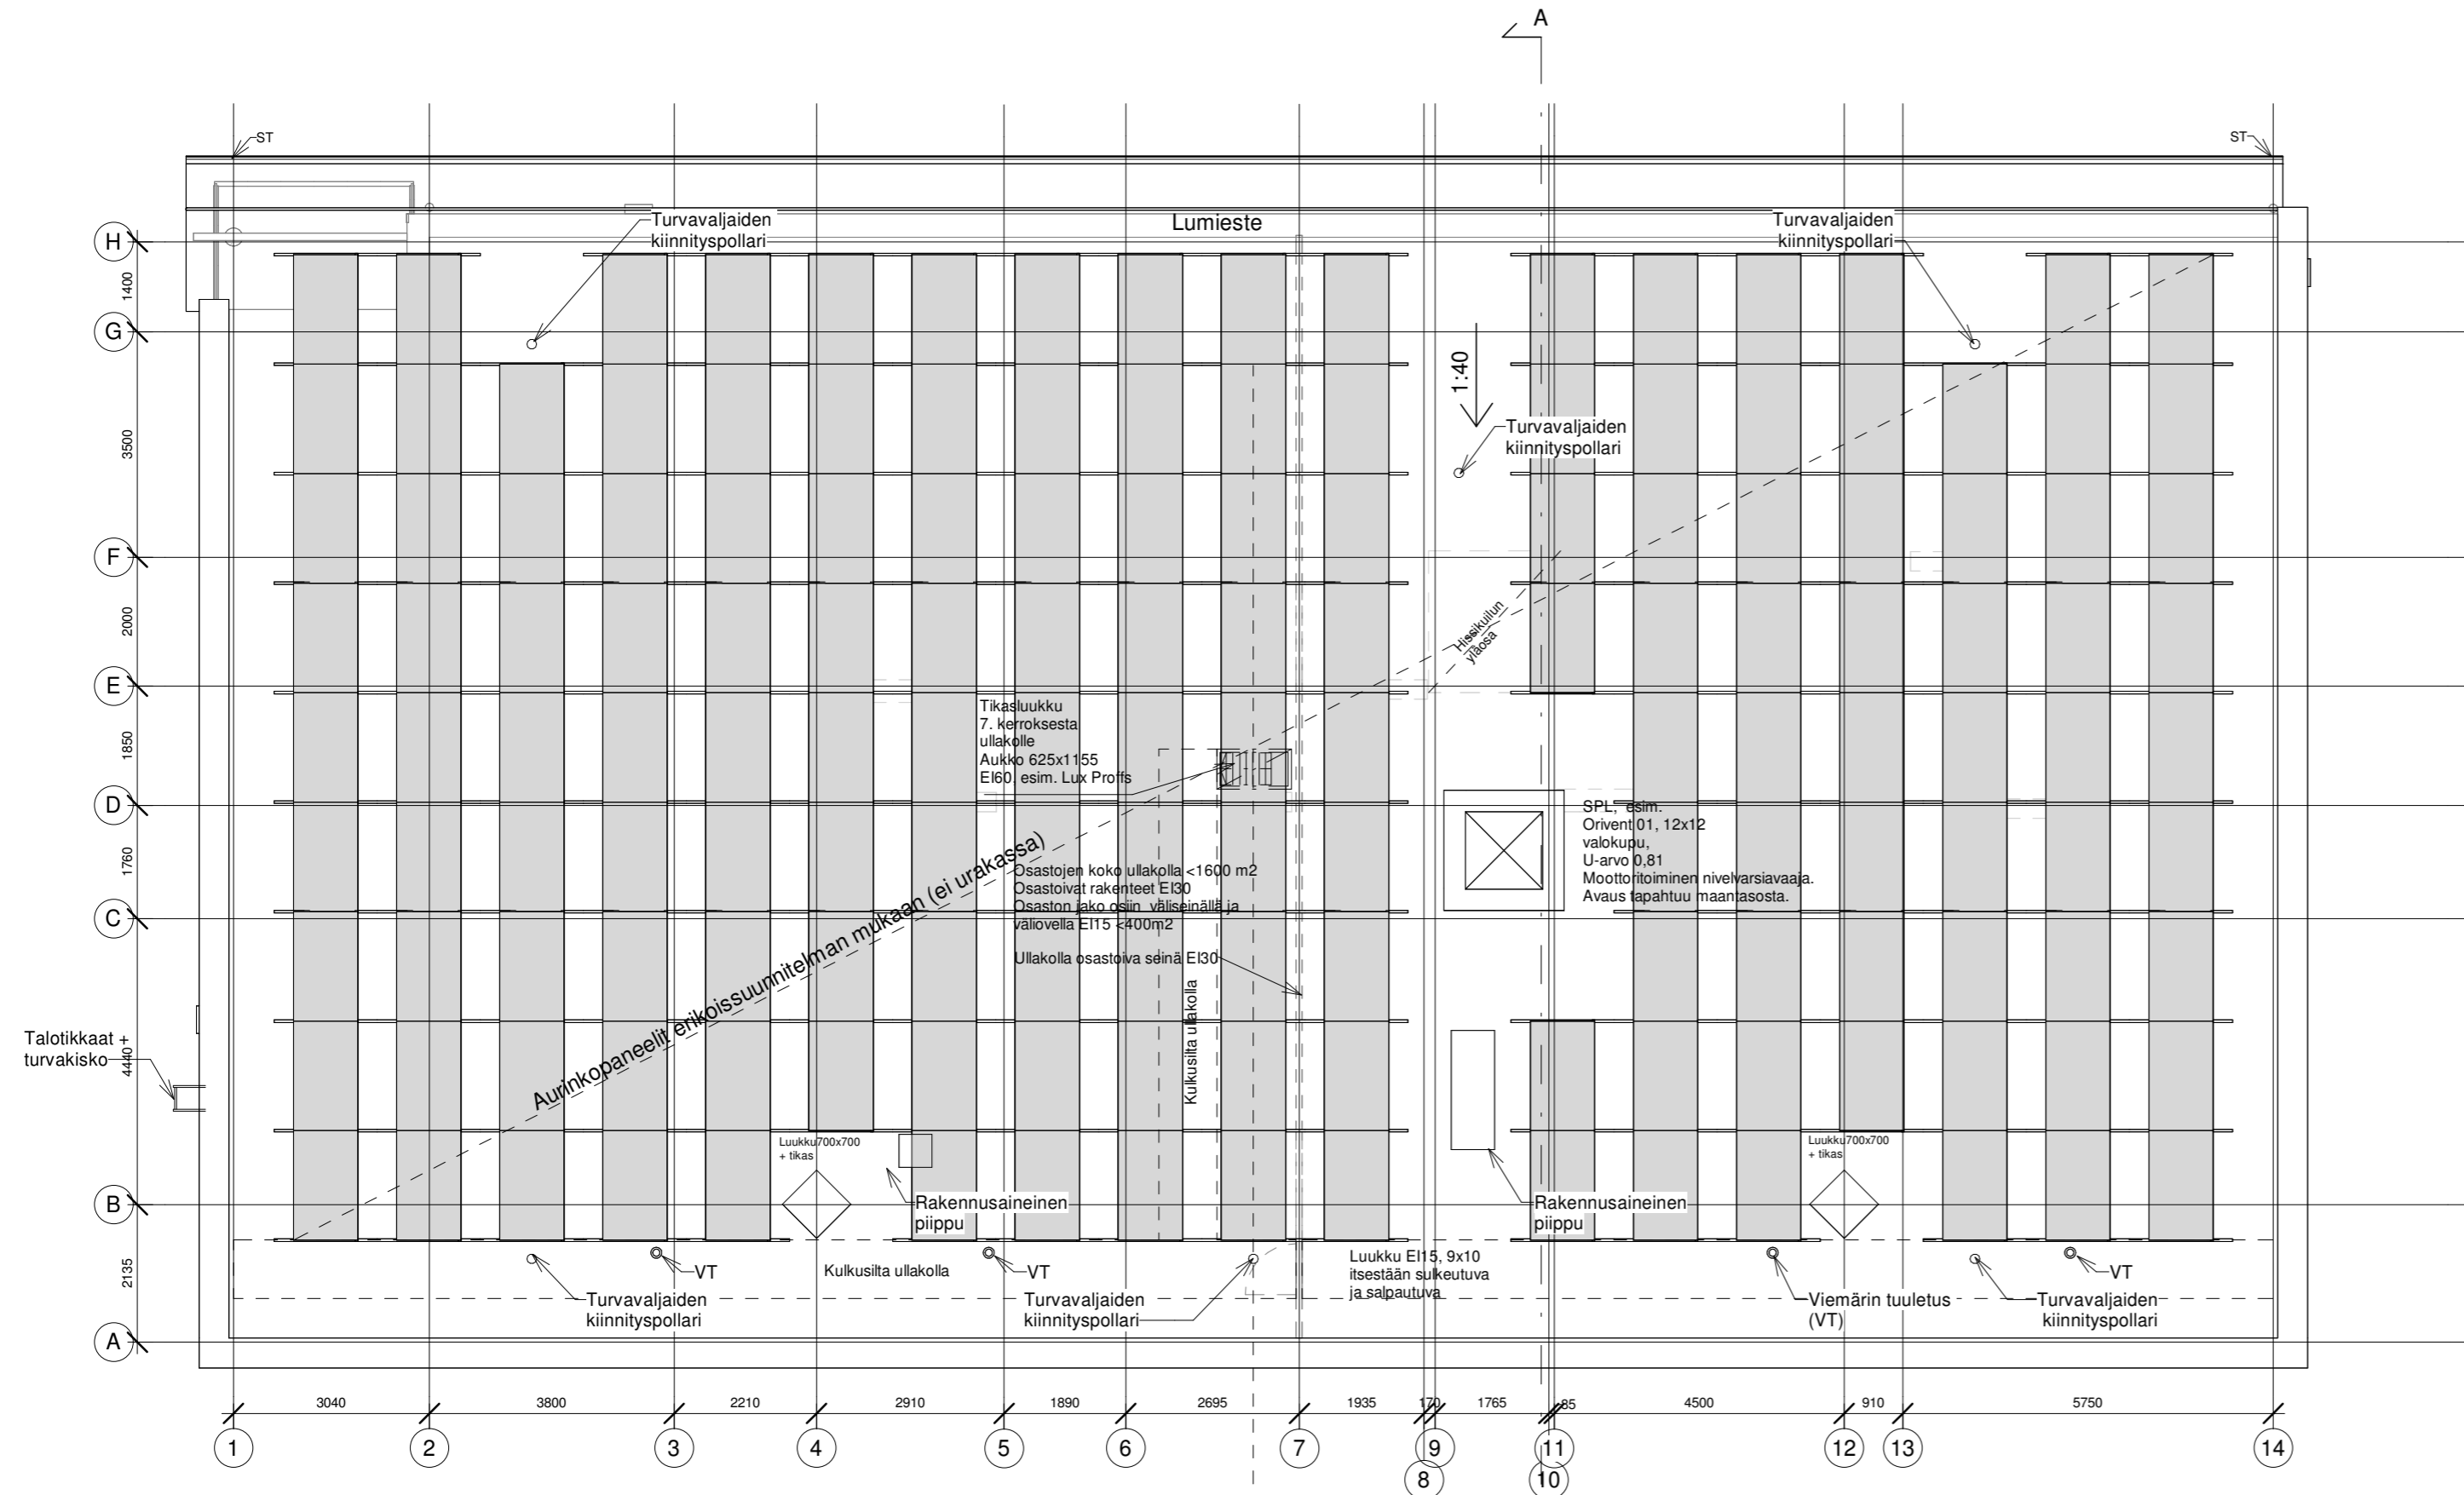 A
ST
ST
Turvavaljaiden
kiinnityspollari
Lumieste
Turvavaljaiden
kiinnityspollari
H
1400
G
1:40
3500
Turvavaljaiden
kiinnityspollari
F
2000
Hissikuilun
yläosa
E
1850
Tikasluukku
7. kerroksesta
ullakolle
Aukko 625x1155
EI60, esim. Lux Proffs
D
SPL, esim.
Orivent 01, 12x12
valokupu,
U-arvo 0,81
Moottoritoiminen nivelvarsiavaaja.
Avaus tapahtuu maantasosta.
1760
Aurinkopaneelit erikoissuunnitelman mukaan (ei urakassa)
Osastojen koko ullakolla <1600 m2
Osastoivat rakenteet EI30
Osaston jako osiin väliseinällä ja
väliovella EI15 <400m2
C
Ullakolla osastoiva seinä EI30
Kulkusilta ullakolla
Talotikkaat +
turvakisko
4440
Luukku700x700
+ tikas
Luukku700x700
+ tikas
B
Rakennusaineinen
piippu
Rakennusaineinen
piippu
2135
VT
Kulkusilta ullakolla
VT
Luukku EI15, 9x10
itsestään sulkeutuva
ja salpautuva
VT
Turvavaljaiden
kiinnityspollari
Turvavaljaiden
kiinnityspollari
Viemärin tuuletus
(VT)
Turvavaljaiden
kiinnityspollari
A
3040 3800 2210 2910 1890 2695 1935 170 1765 85 4500 910 5750
1 2 3 4 5 6 7 9 11 12 13 14
8 10